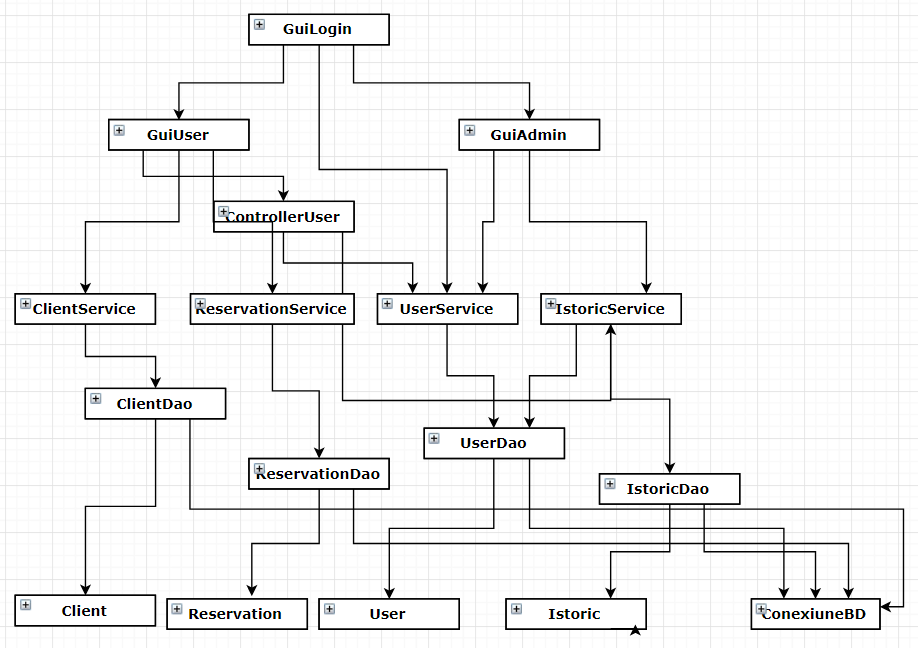 GuiLogin
GuiUser
GuiAdmin
ControllerUser
ClientService
ReservationService
UserService
IstoricService
ClientDao
UserDao
ReservationDao
IstoricDao
Client
Reservation
User
Istoric
ConexiuneBD